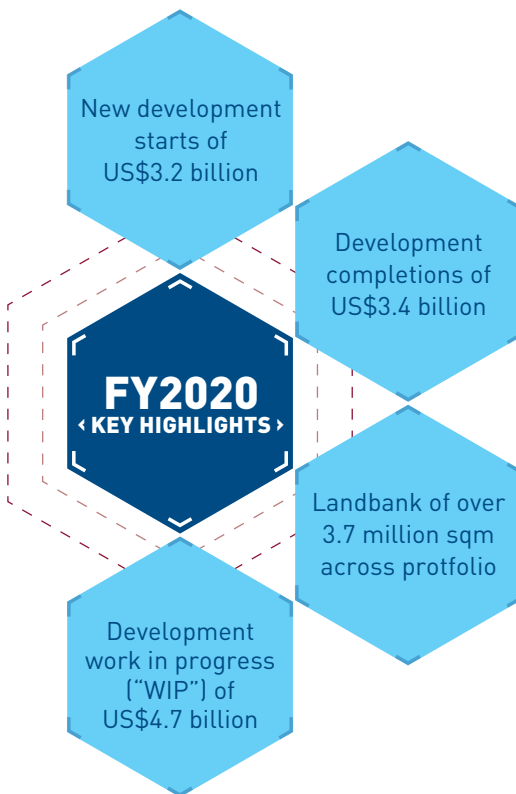 New development
starts of
US$3.2 billion
Development
completions of
US$3.4 billion
FY2020
‹ KEY HIGHLIGHTS ›
Landbank of over
3.7 million sqm
across protfolio
Development
work in progress
(“WIP”) of
US$4.7 billion